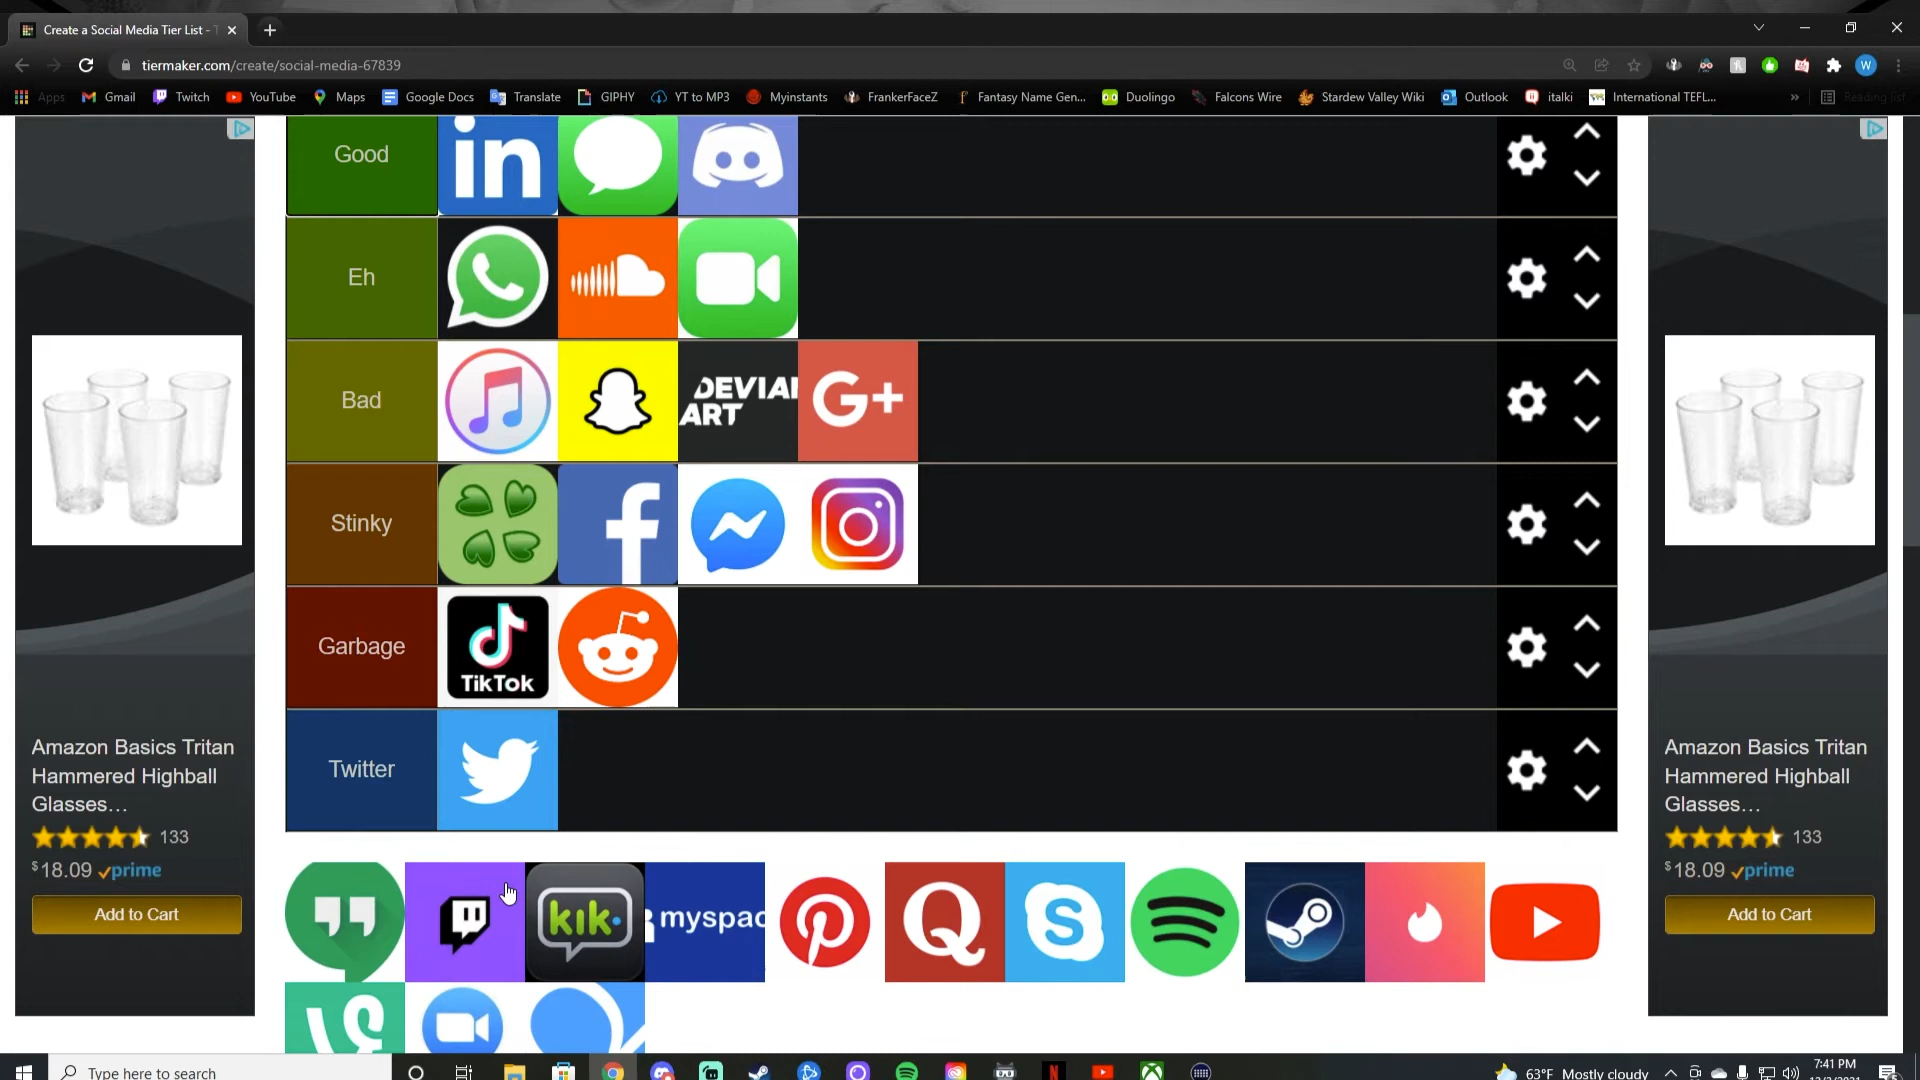 Create a Social Media Tier List - T
tiermaker.com/create/social-media-67839
W
Apps
Gmail
Twitch
YouTube
Maps
Google Docs
Translate
GIPHY
YT to MP3
Myinstants
FrankerFaceZ
Fantasy Name Gen...
Duolingo
Falcons Wire
Stardew Valley Wiki
Outlook
italki
International TEFL...
»
Reading list
Good
in
Eh
Bad
DEVIAN
ART
G+
Stinky
f
Garbage
TikTok
Twitter
Amazon Basics Tritan
Hammered Highball
Glasses...
133
$18.09 prime
Add to Cart
Amazon Basics Tritan
Hammered Highball
Glasses...
133
$18.09 prime
Add to Cart
kik
myspac
Q
S
Type here to search
63°F Mostly cloudy
7:41 PM